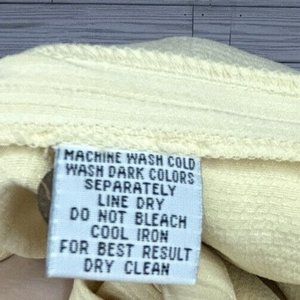 MACHINE WASH COLD
WASH DARK COLORS
SEPARATELY
LINE DRY
DO NOT BLEACH
COOL IRON
FOR BEST RESULT
DRY CLEAN